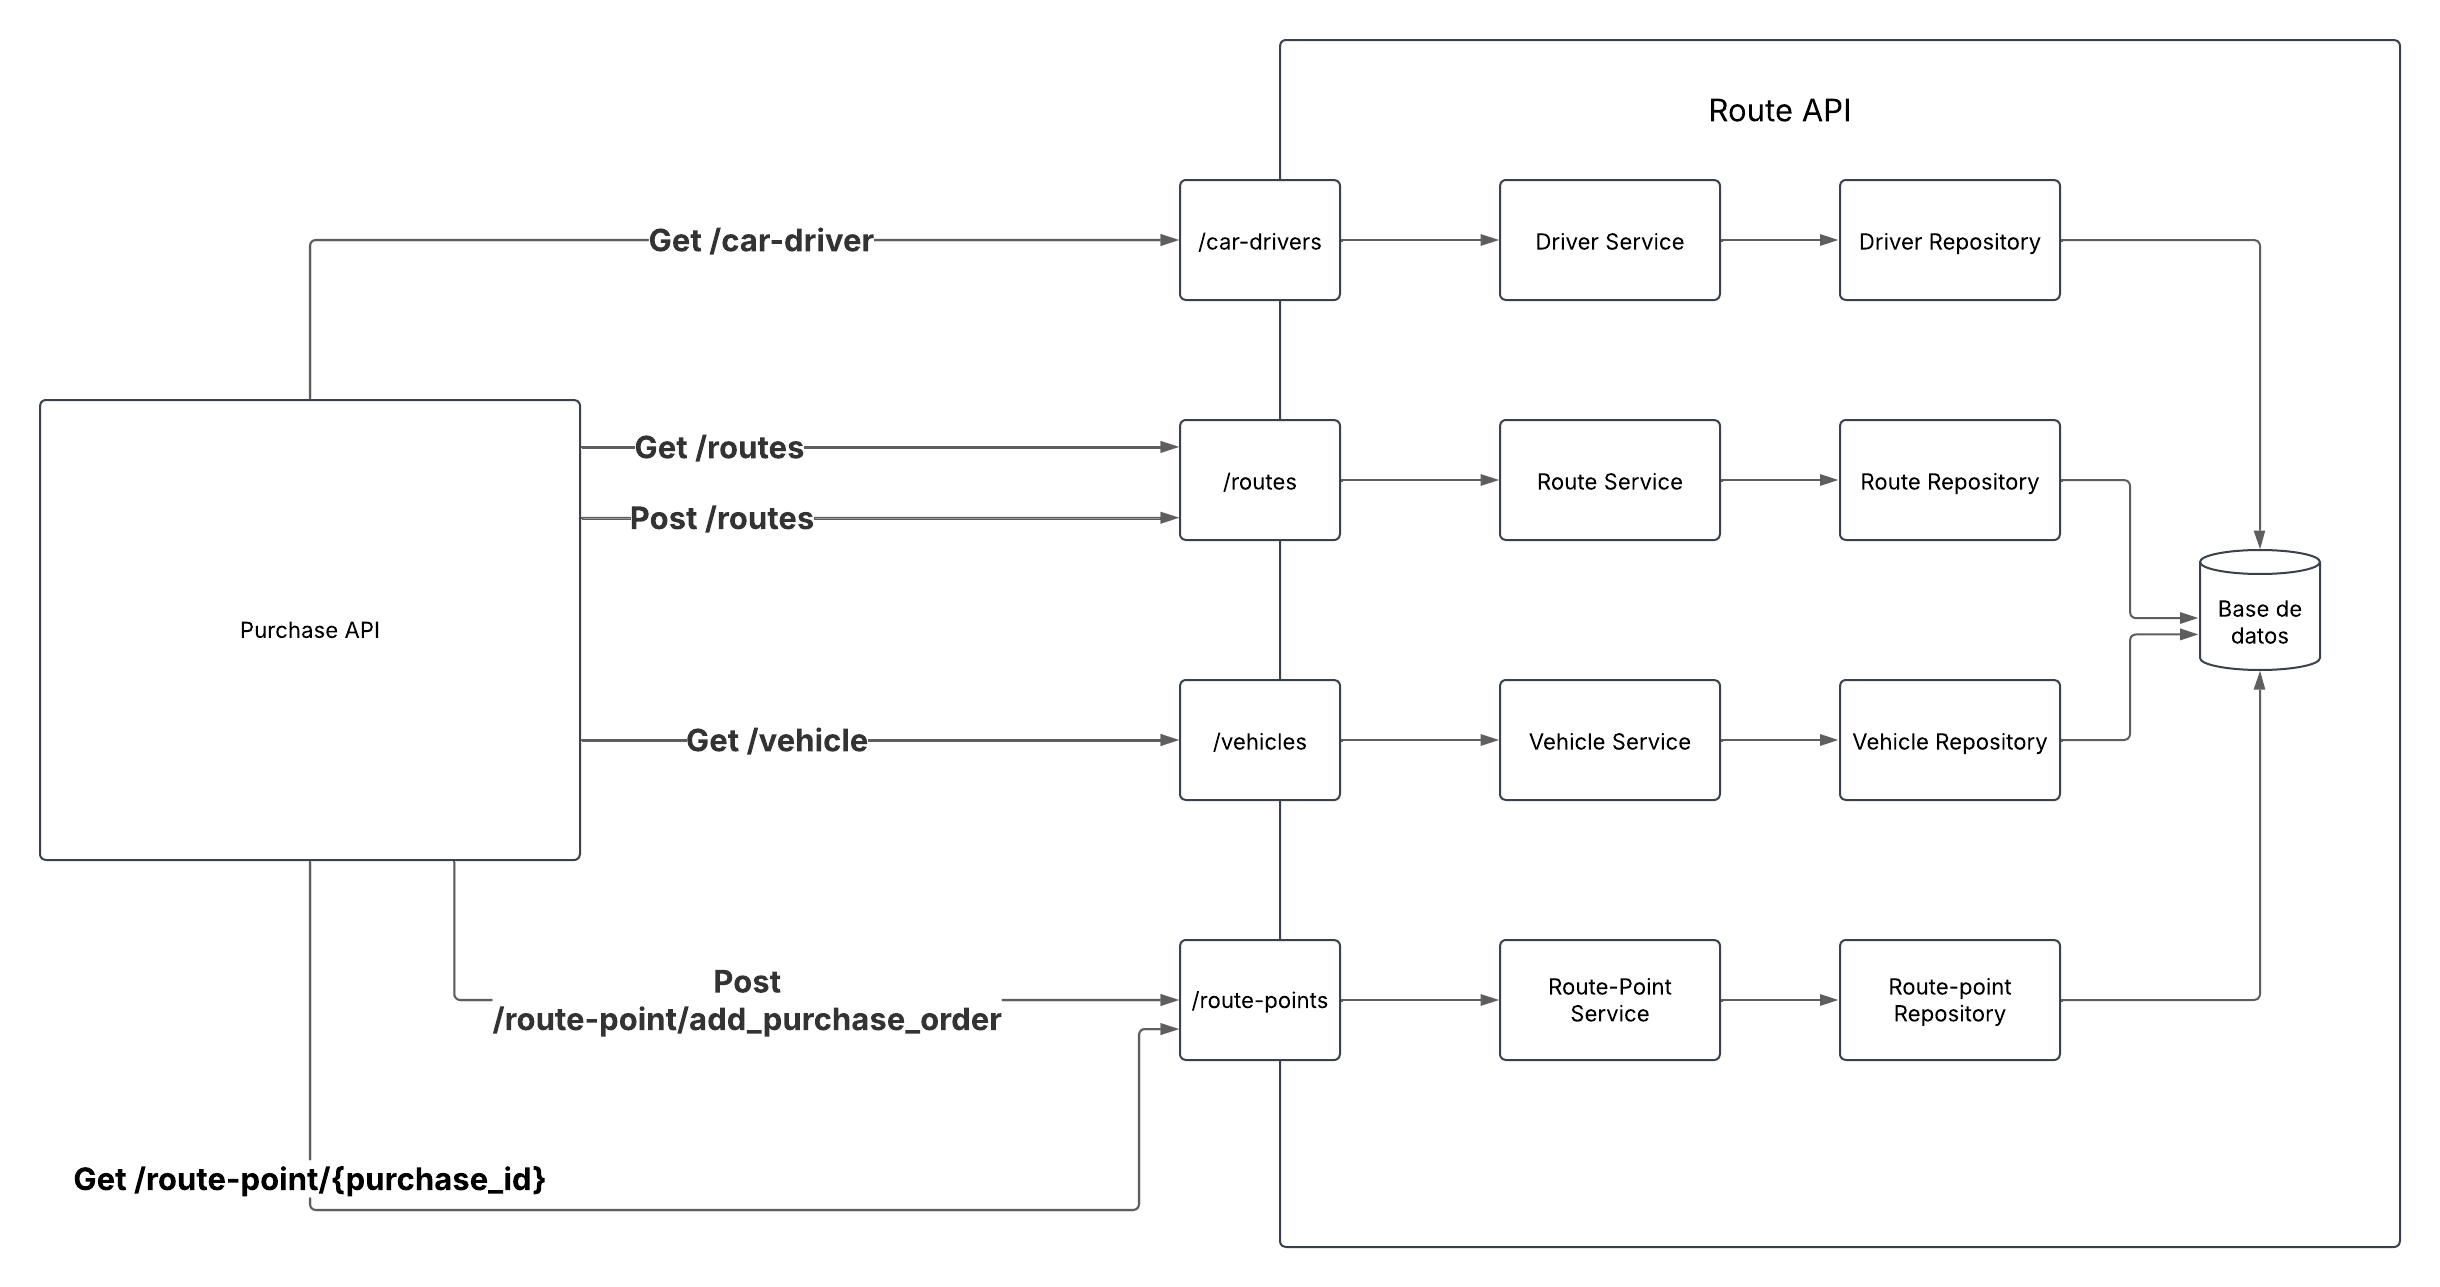 Route API
Get /car-driver
/car-drivers
Driver Service
Driver Repository
Get /routes
Post /routes
/routes
Route Service
Route Repository
Purchase API
Base de
datos
Get /vehicle
/vehicles
Vehicle Service
Vehicle Repository
Post
/route-point/add_purchase_order
/route-points
Route-Point
Service
Route-point
Repository
Get /route-point/{purchase_id}